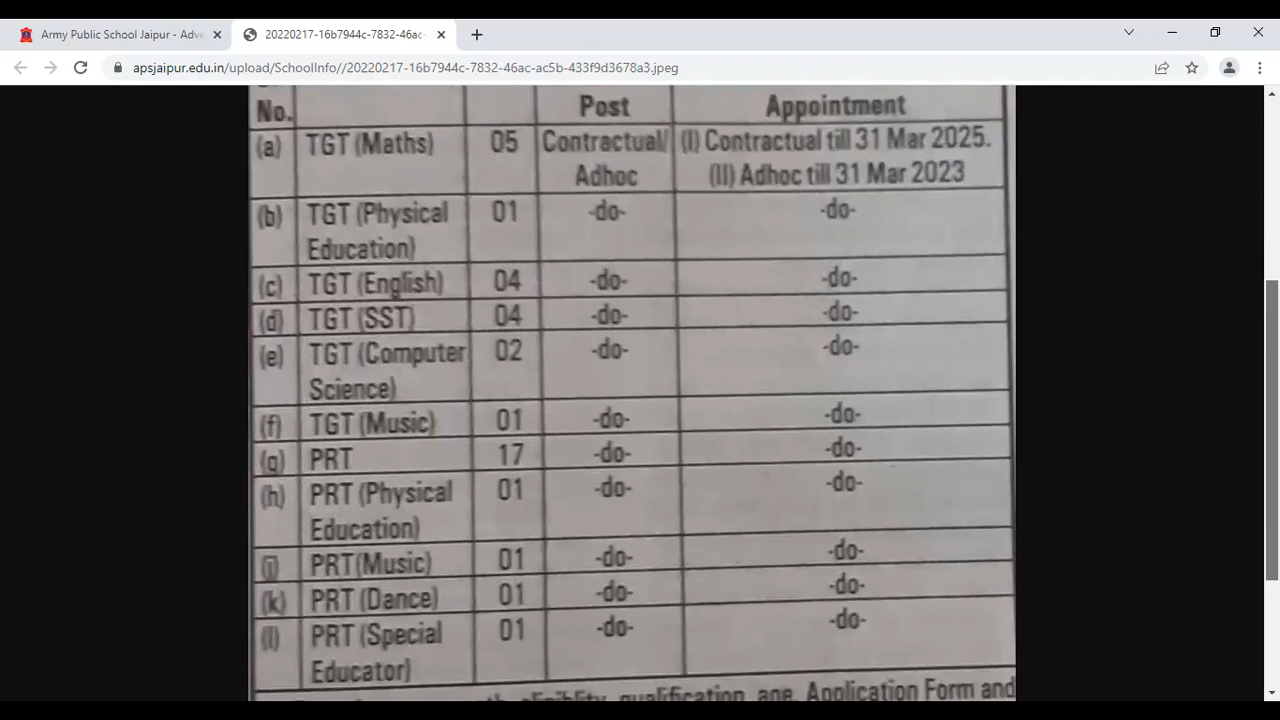 Army Public School Jaipur - Adve
20220217-16b7944c-7832-46ac-
apsjaipur.edu.in/upload/SchoolInfo//20220217-16b7944c-7832-46ac-ac5b-433f9d3678a3.jpeg
No. Post Appointment
(a) TGT (Maths) 05 Contractual/ (I) Contractual till 31 Mar 2025.
Adhoc (II) Adhoc till 31 Mar 2023
(b) TGT (Physical 01 -do- -do-
Education)
(c) TGT (English) 04 -do- -do-
(d) TGT (SST) 04 -do- -do-
(e) TGT (Computer 02 -do- -do-
Science)
(f) TGT (Music) 01 -do- -do-
(g) PRT 17 -do- -do-
(h) PRT (Physical 01 -do- -do-
Education)
(j) PRT(Music) 01 -do- -do-
(k) PRT (Dance) 01 -do- -do-
(l) PRT (Special 01 -do- -do-
Educator)
qualification, age, Application Form and